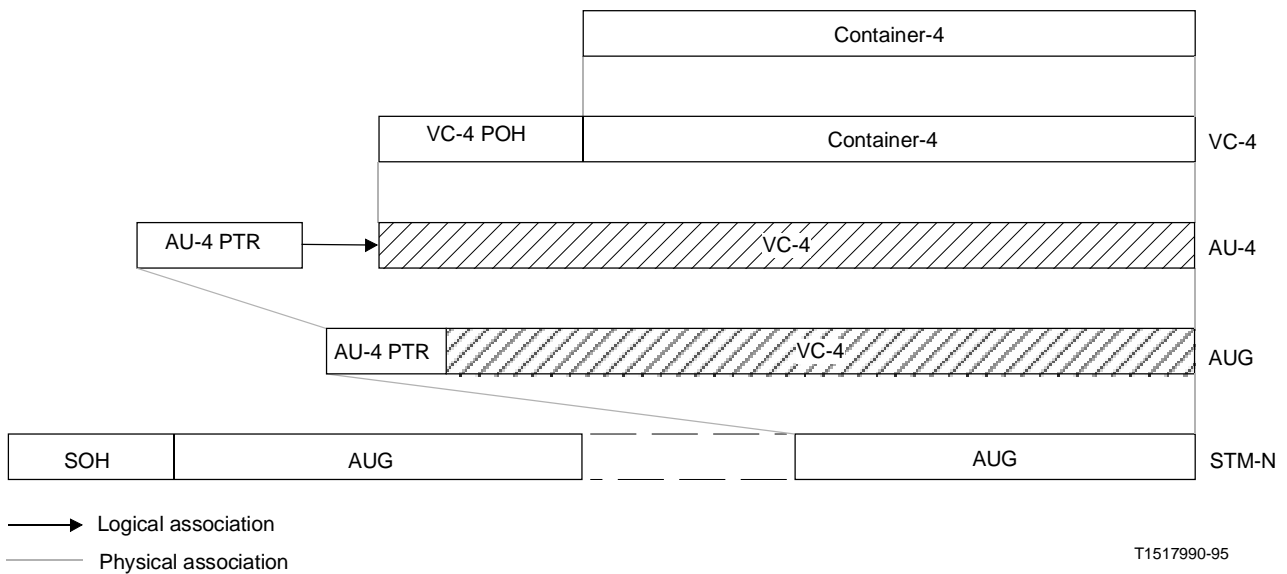 Container-4
VC-4 POH Container-4 VC-4
AU-4 PTR VC-4 AU-4
AU-4 PTR VC-4 AUG
SOH AUG AUG STM-N
Logical association
Physical association
T1517990-95